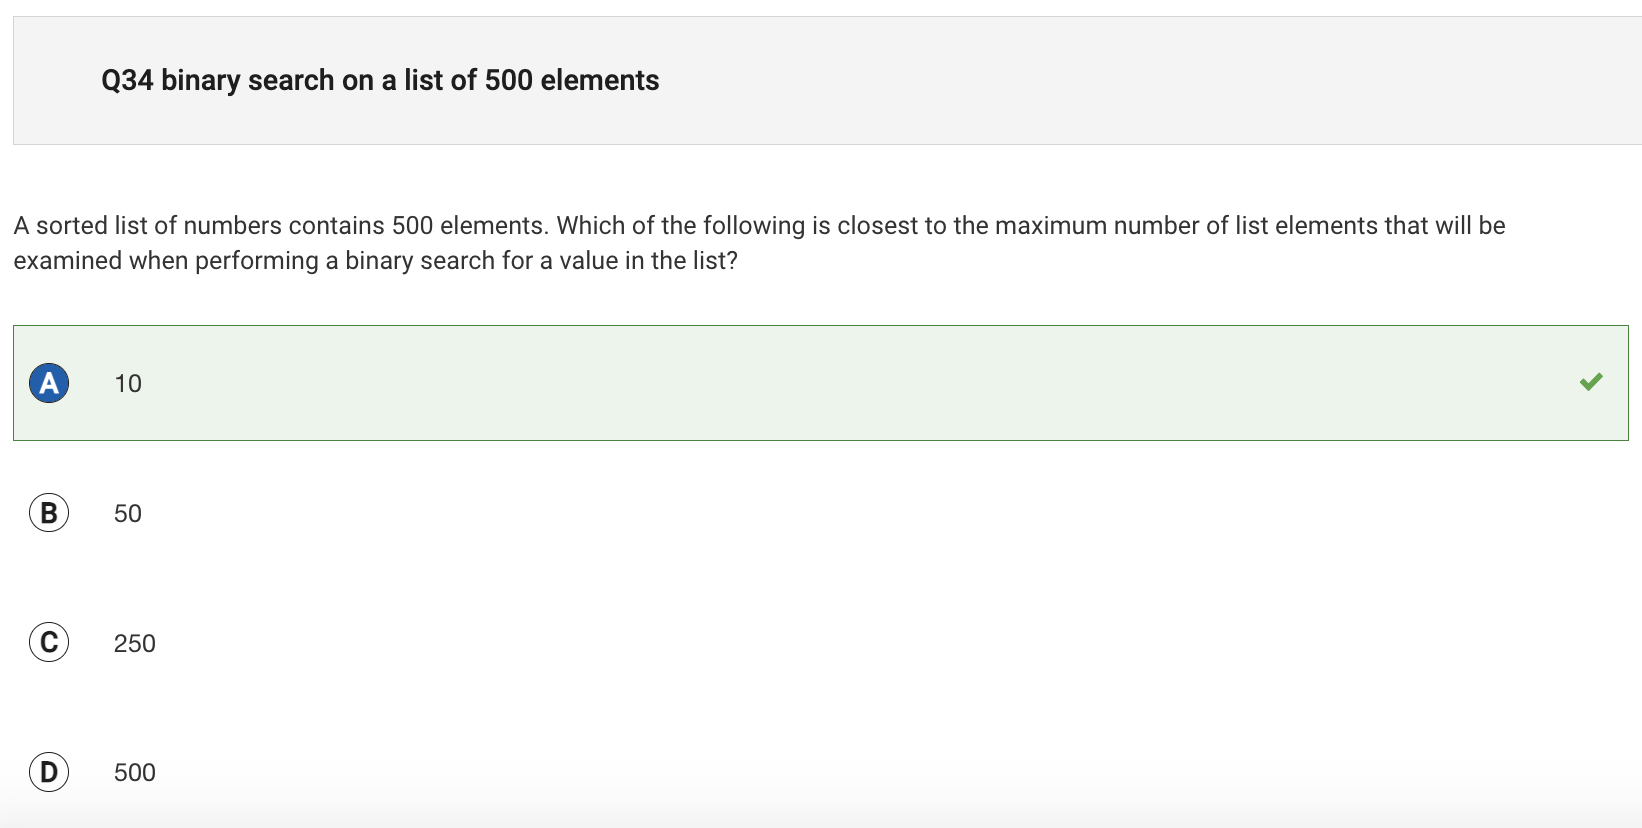 Q34 binary search on a list of 500 elements
A sorted list of numbers contains 500 elements. Which of the following is closest to the maximum number of list elements that will be
examined when performing a binary search for a value in the list?
A 10
B 50
C 250
D 500